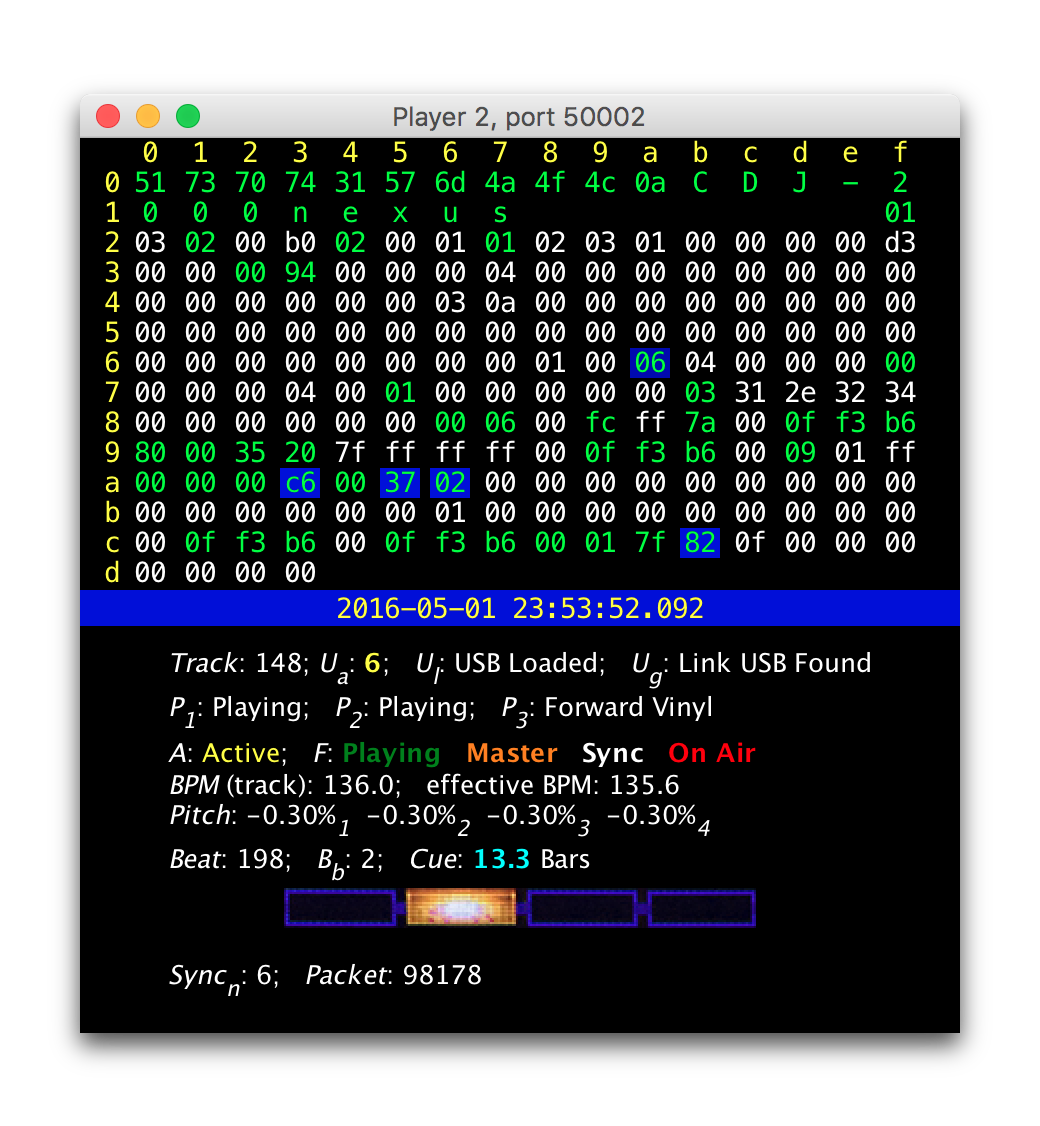 Player 2, port 50002
0 1 2 3 4 5 6 7 8 9 a b c d e f
0 51 73 70 74 31 57 6d 4a 4f 4c 0a C D J – 2
1 0 0 0 n e x u s 01
2 03 02 00 b0 02 00 01 01 02 03 01 00 00 00 00 d3
3 00 00 00 94 00 00 00 04 00 00 00 00 00 00 00 00
4 00 00 00 00 00 00 03 0a 00 00 00 00 00 00 00 00
5 00 00 00 00 00 00 00 00 00 00 00 00 00 00 00 00
6 00 00 00 00 00 00 00 00 01 00 06 04 00 00 00 00
7 00 00 00 04 00 01 00 00 00 00 00 03 31 2e 32 34
8 00 00 00 00 00 00 00 06 00 fc ff 7a 00 0f f3 b6
9 80 00 35 20 7f ff ff ff 00 0f f3 b6 00 09 01 ff
a 00 00 00 c6 00 37 02 00 00 00 00 00 00 00 00 00
b 00 00 00 00 00 00 01 00 00 00 00 00 00 00 00 00
c 00 0f f3 b6 00 0f f3 b6 00 01 7f 82 0f 00 00 00
d 00 00 00 00
2016–05–01 23:53:52.092
Track: 148; Ua: 6; Ul: USB Loaded; Ug: Link USB Found
P1: Playing; P2: Playing; P3: Forward Vinyl
A: Active; F: Playing Master Sync On Air
BPM (track): 136.0; effective BPM: 135.6
Pitch: –0.30%1 –0.30%2 –0.30%3 –0.30%4
Beat: 198; Bb: 2; Cue: 13.3 Bars
Syncn: 6; Packet: 98178